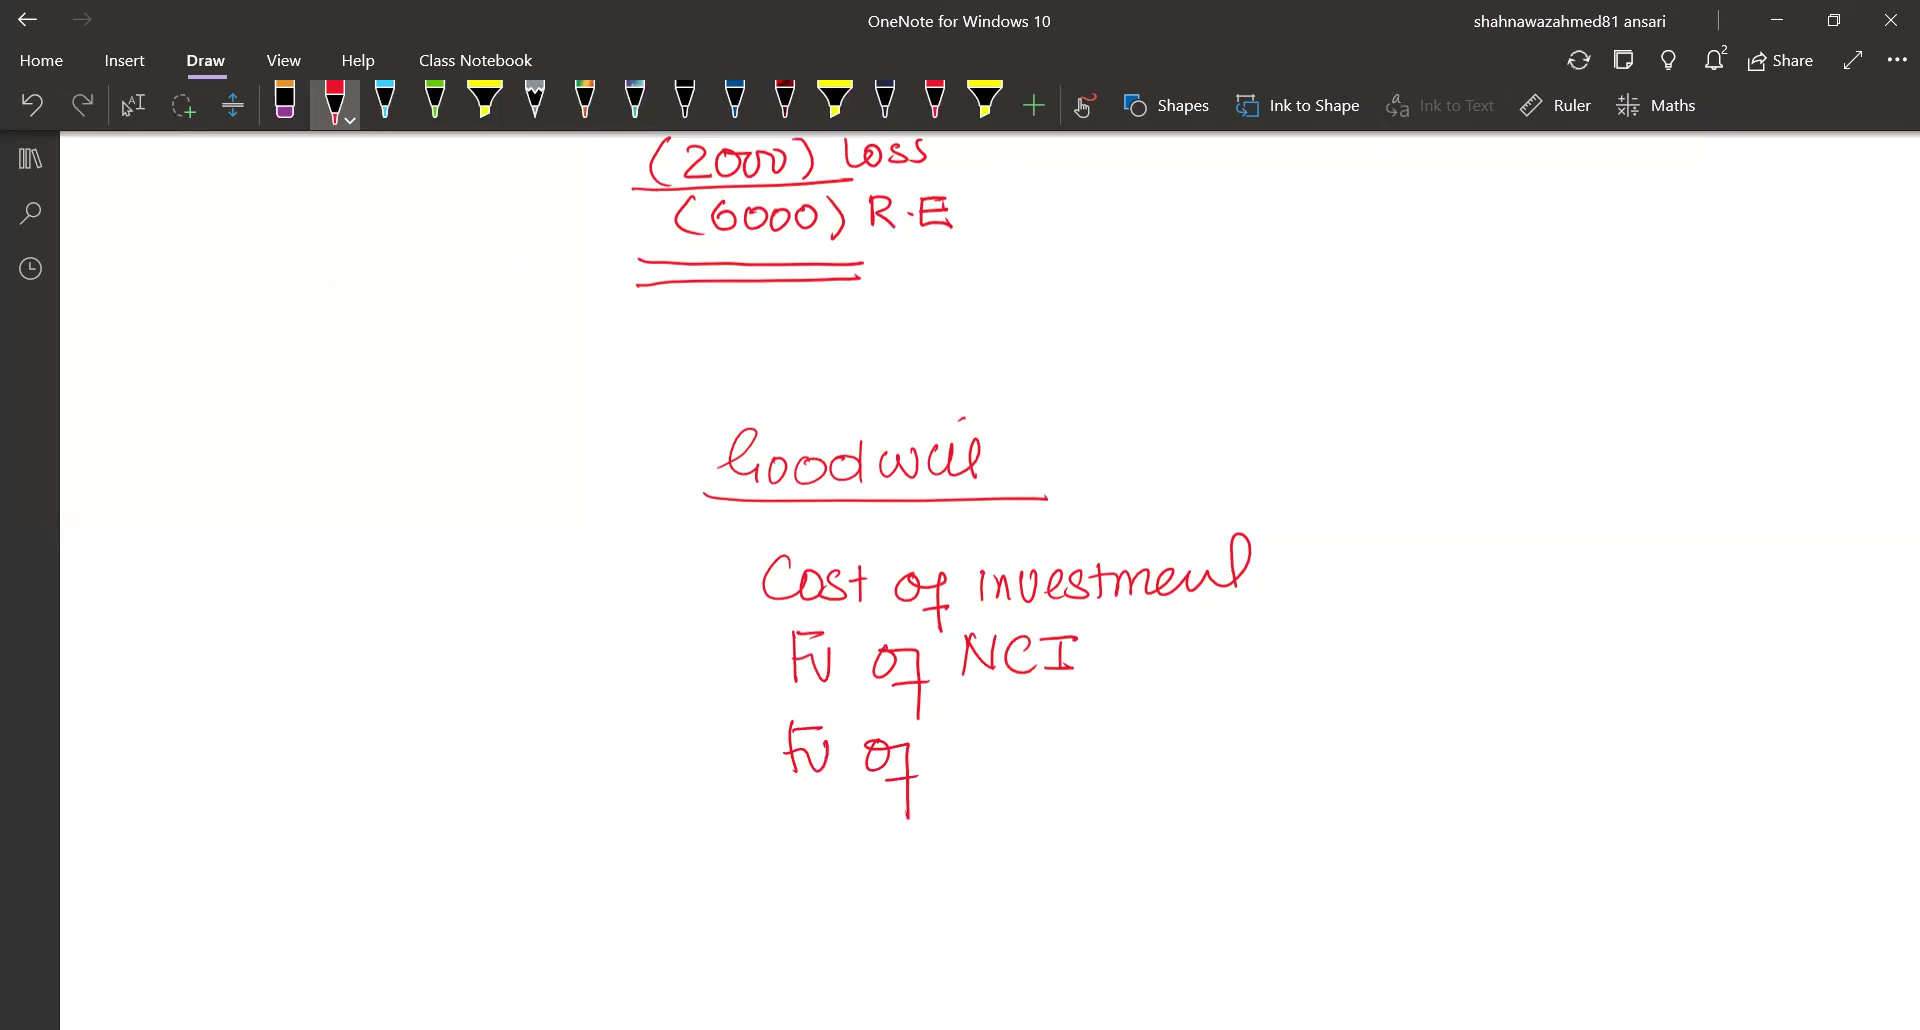 OneNote for Windows 10
shahnawazahmed81 ansari
Home Insert Draw View Help Class Notebook
2
Share
Shapes Ink to Shape Ink to Text Ruler Maths
(2000) Loss
(6000) R.E
Goodwill
Cost of investment
FV of NCI
FV of